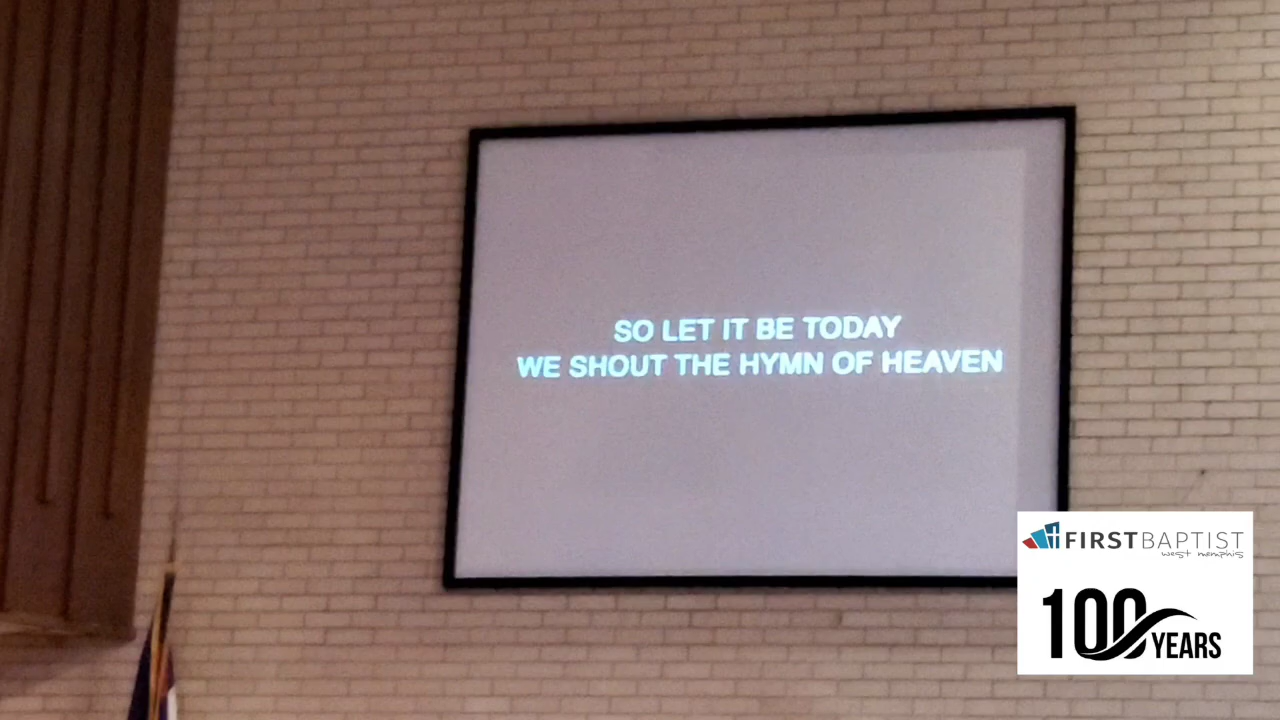 SO LET IT BE TODAY
WE SHOUT THE HYMN OF HEAVEN
FIRSTBAPTIST
west memphis
100 YEARS